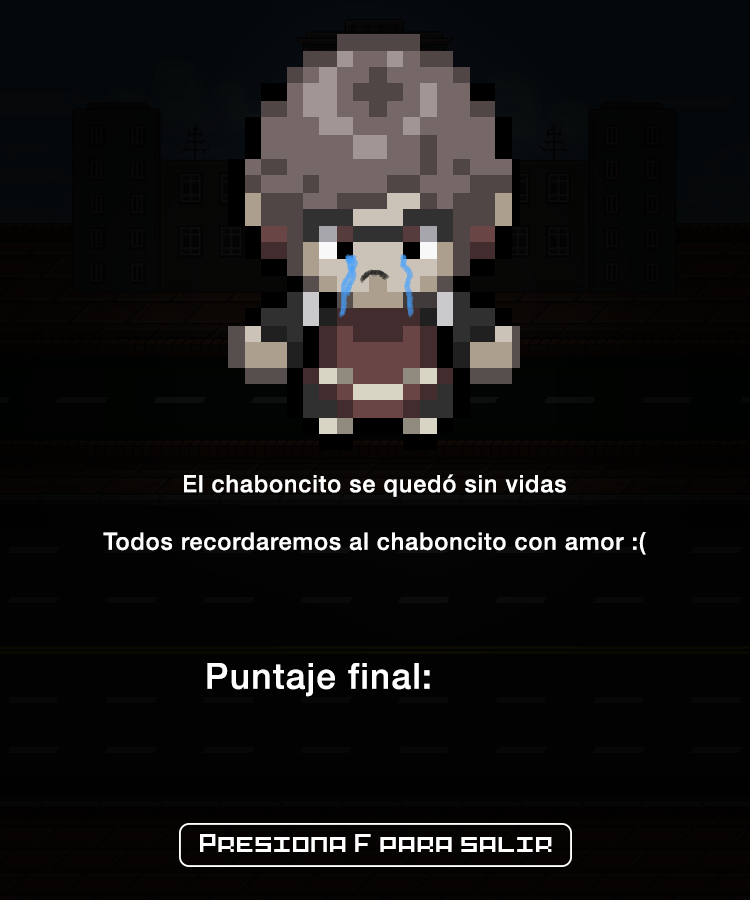 El chaboncito se quedó sin vidas
Todos recordaremos al chaboncito con amor :(
Puntaje final:
PRESIONA F PARA SALIR